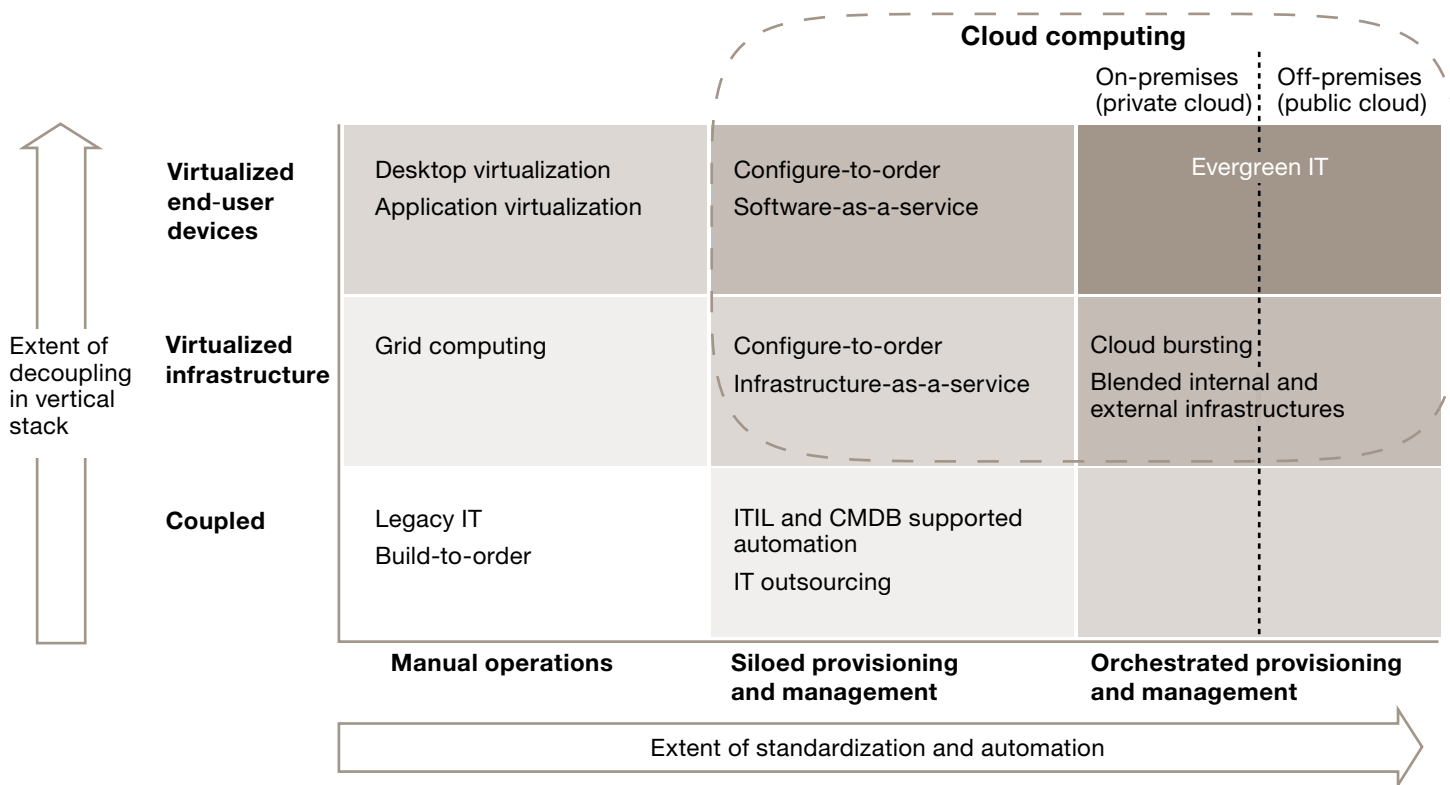 Cloud computing
On-premises
(private cloud)
Off-premises
(public cloud)
Extent of
decoupling
in vertical
stack
Virtualized
end-user
devices
Desktop virtualization
Application virtualization
Configure-to-order
Software-as-a-service
Evergreen IT
Virtualized
infrastructure
Grid computing
Configure-to-order
Infrastructure-as-a-service
Cloud bursting
Blended internal and
external infrastructures
Coupled
Legacy IT
Build-to-order
ITIL and CMDB supported
automation
IT outsourcing
Manual operations
Siloed provisioning
and management
Orchestrated provisioning
and management
Extent of standardization and automation